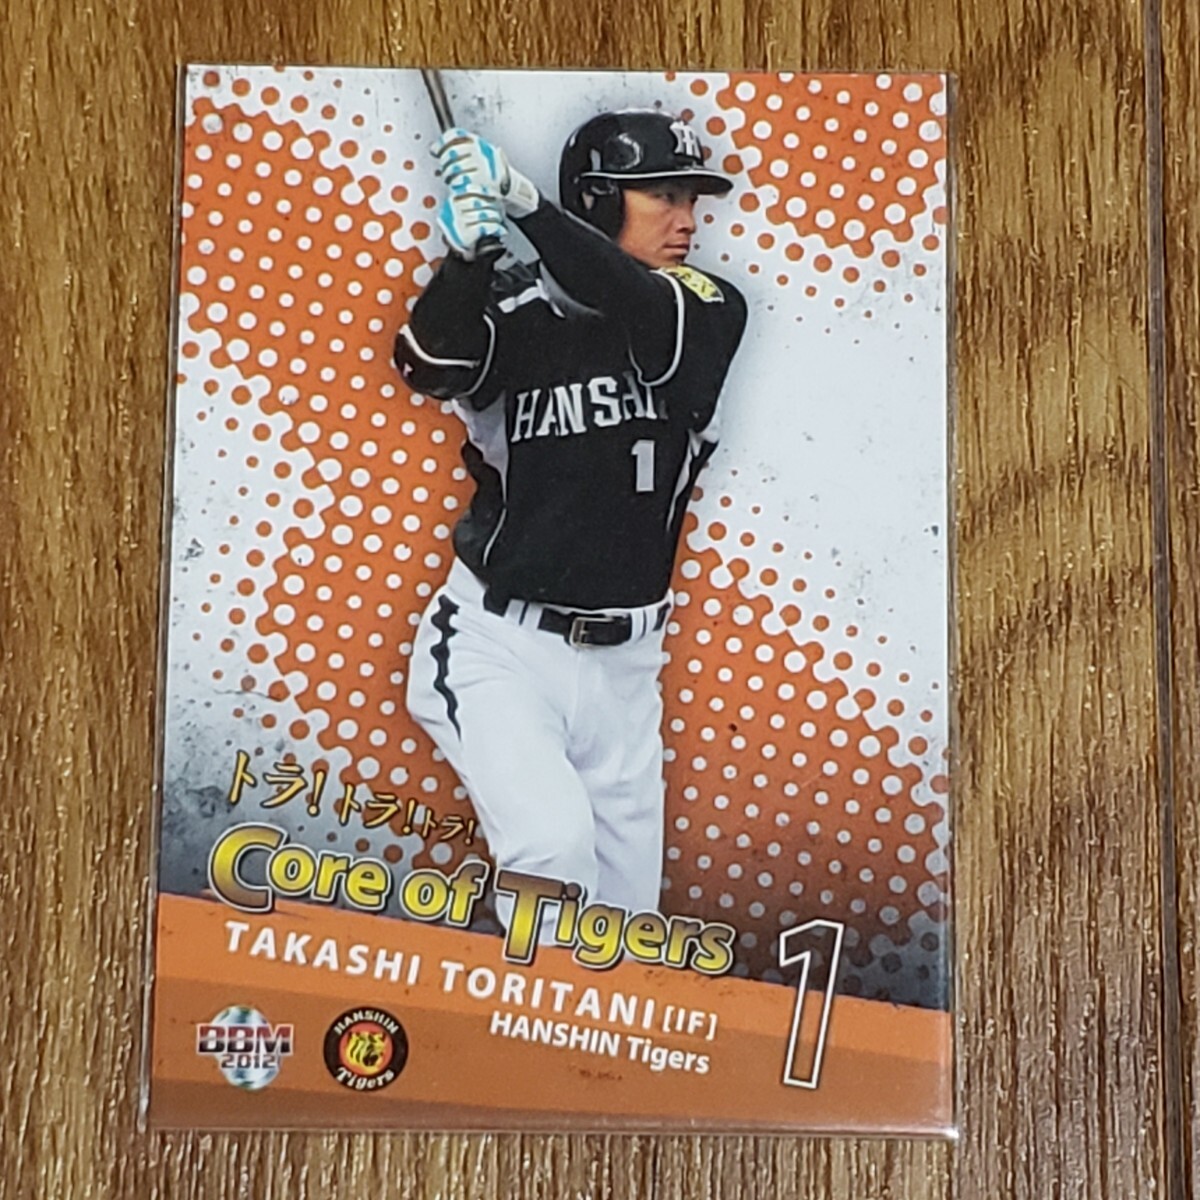 HANSHI
1
トラ！トラ！トラ！
Core of Tigers
TAKASHI TORITANI [IF]
HANSHIN Tigers
1
BBM
2012
HANSHIN
Tigers